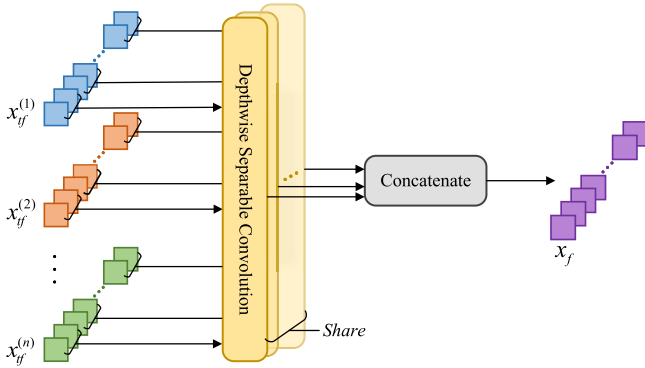 x_{tf}^{(1)}
x_{tf}^{(2)}
⋮
x_{tf}^{(n)}
Depthwise Separable Convolution
Concatenate
Share
x_f